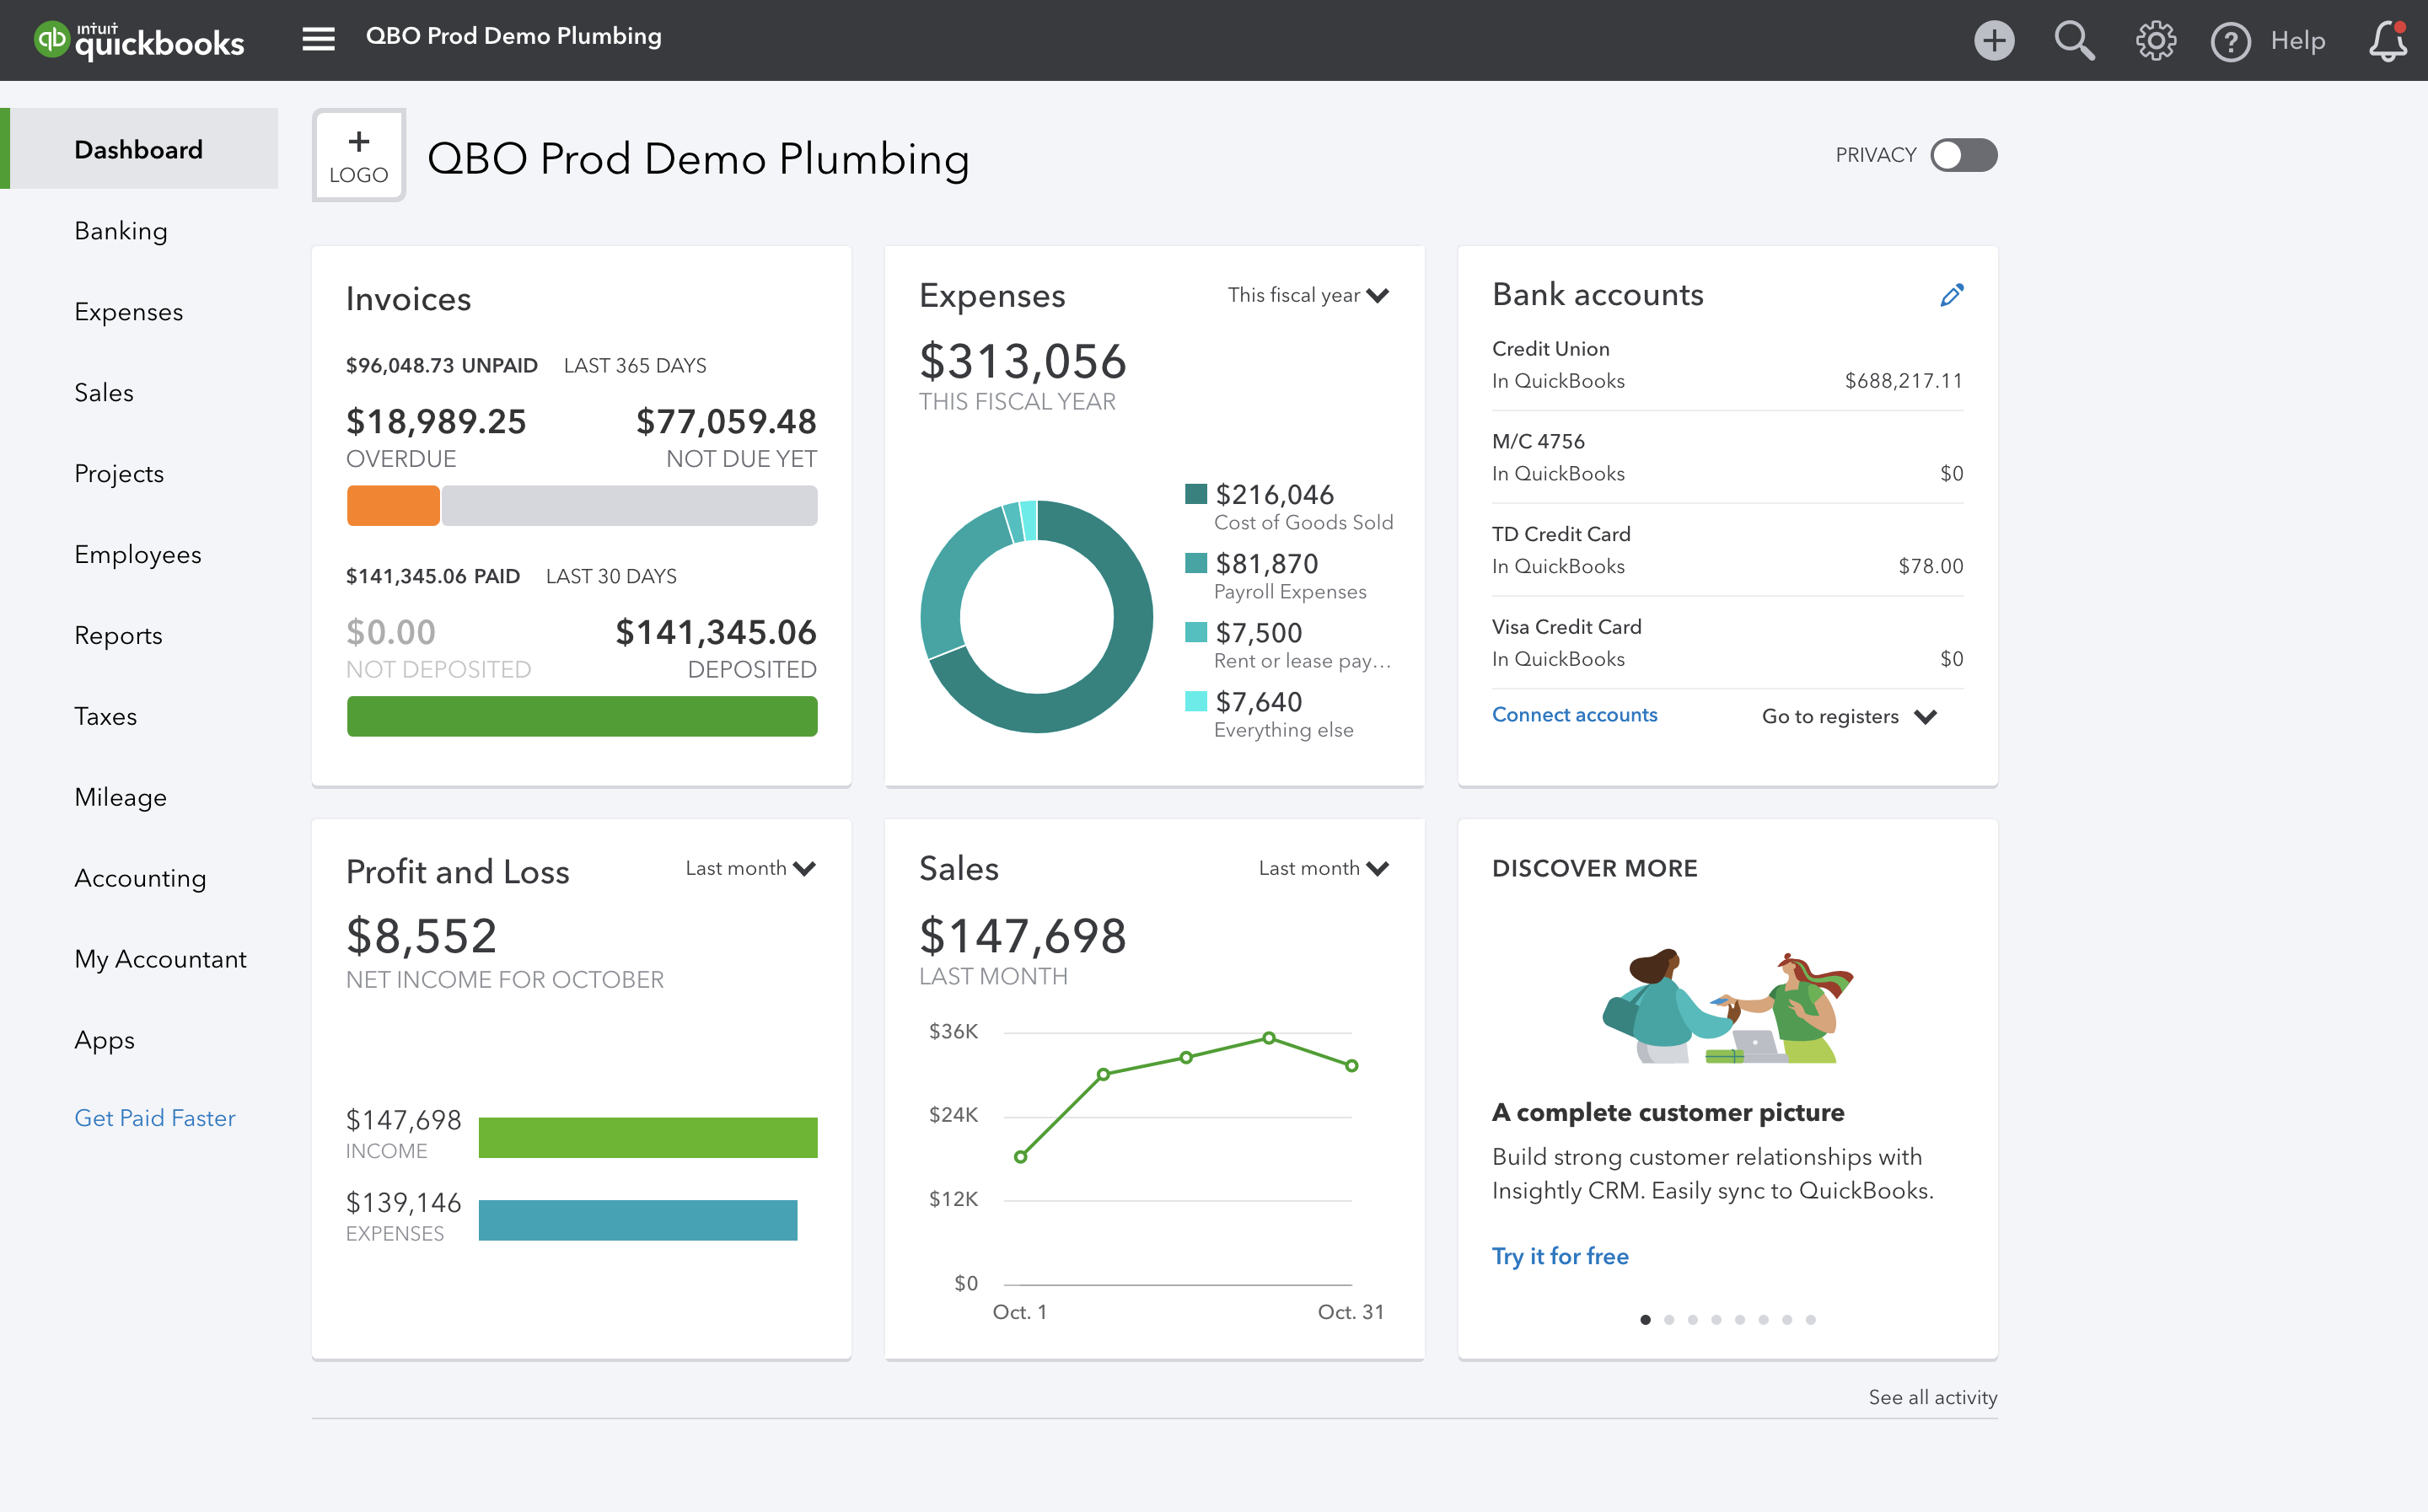 intuit
quickbooks
QBO Prod Demo Plumbing
Help
Dashboard
Banking
Expenses
Sales
Projects
Employees
Reports
Taxes
Mileage
Accounting
My Accountant
Apps
Get Paid Faster
+
LOGO
QBO Prod Demo Plumbing
PRIVACY
Invoices
$96,048.73 UNPAID LAST 365 DAYS
$18,989.25 $77,059.48
OVERDUE NOT DUE YET
$141,345.06 PAID LAST 30 DAYS
$0.00 $141,345.06
NOT DEPOSITED DEPOSITED
Expenses This fiscal year
$313,056
THIS FISCAL YEAR
$216,046
Cost of Goods Sold
$81,870
Payroll Expenses
$7,500
Rent or lease pay...
$7,640
Everything else
Bank accounts
Credit Union
In QuickBooks $688,217.11
M/C 4756
In QuickBooks $0
TD Credit Card
In QuickBooks $78.00
Visa Credit Card
In QuickBooks $0
Connect accounts Go to registers
Profit and Loss Last month
$8,552
NET INCOME FOR OCTOBER
$147,698
INCOME
$139,146
EXPENSES
Sales Last month
$147,698
LAST MONTH
$36K
$24K
$12K
$0
Oct. 1 Oct. 31
DISCOVER MORE
A complete customer picture
Build strong customer relationships with
Insightly CRM. Easily sync to QuickBooks.
Try it for free
See all activity